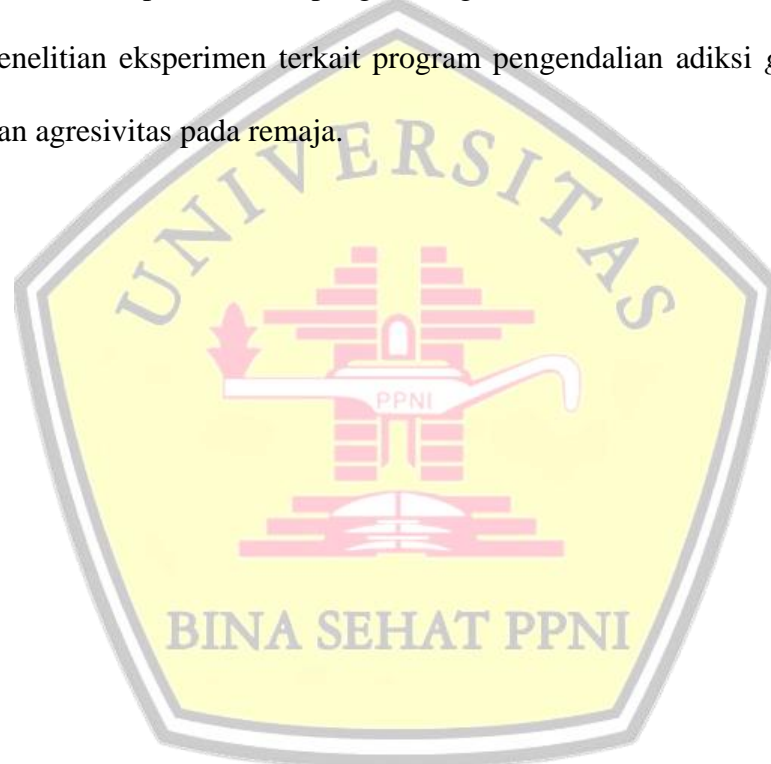 enelitian eksperimen terkait program pengendalian adiksi
an agresivitas pada remaja.
UNIVERSITAS
PPNI
BINA SEHAT PPNI